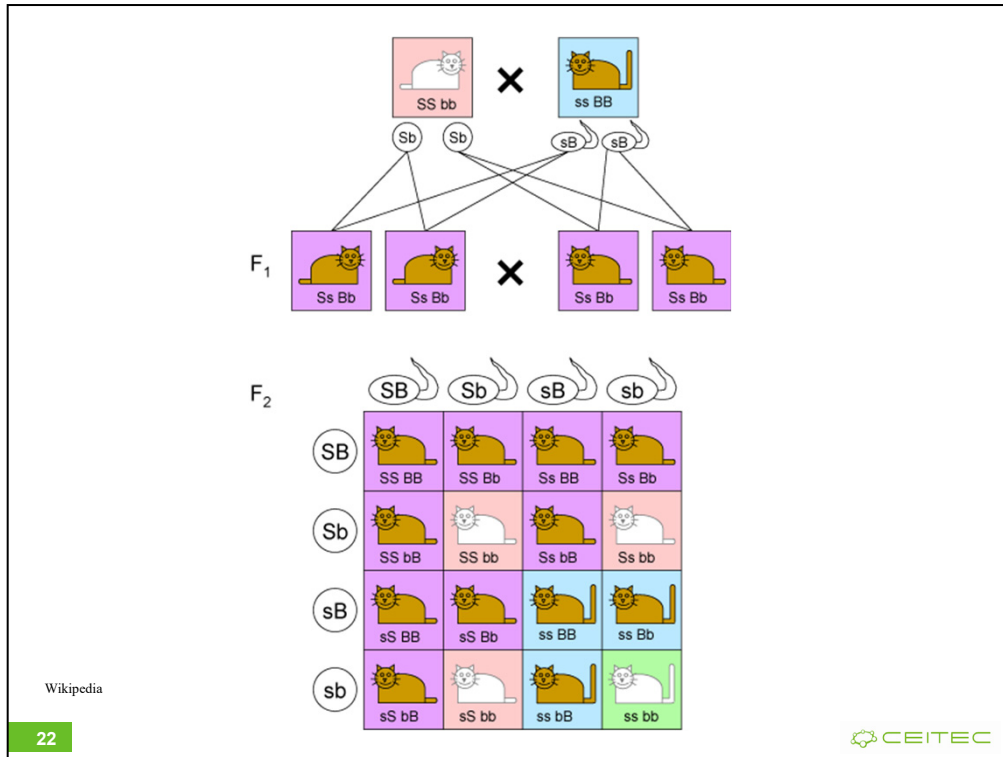 SS bb ss BB
Sb Sb sB sB
F1
Ss Bb Ss Bb Ss Bb Ss Bb
F2
SB Sb sB sb
SB
SS BB SS Bb Ss BB Ss Bb
Sb
SS bB SS bb Ss bB Ss bb
sB
sS BB sS Bb ss BB ss Bb
sb
sS bB sS bb ss bB ss bb
Wikipedia
22
CEITEC